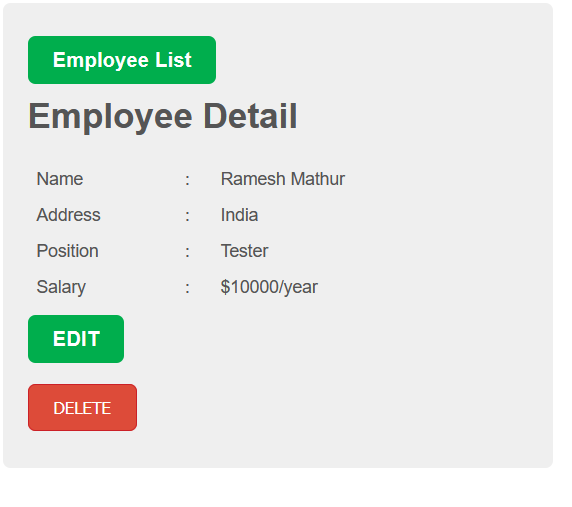 Employee List
Employee Detail
Name : Ramesh Mathur
Address : India
Position : Tester
Salary : $10000/year
EDIT
DELETE